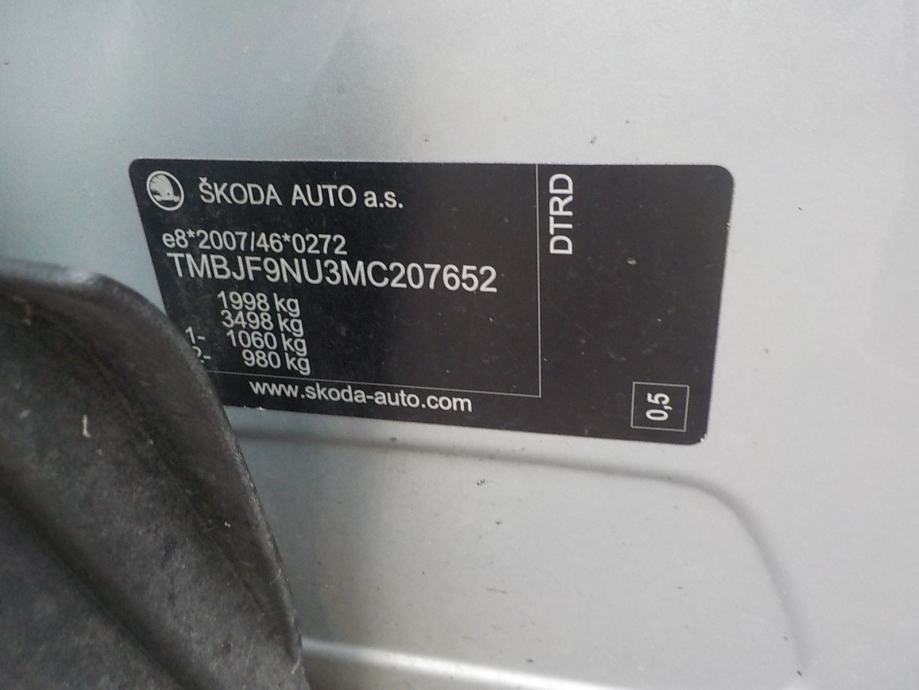 ŠKODA AUTO a.s.
e8*2007/46*0272
TMBJF9NU3MC207652
1998 kg
3498 kg
1- 1060 kg
2- 980 kg
www.skoda-auto.com
DTRD
0,5